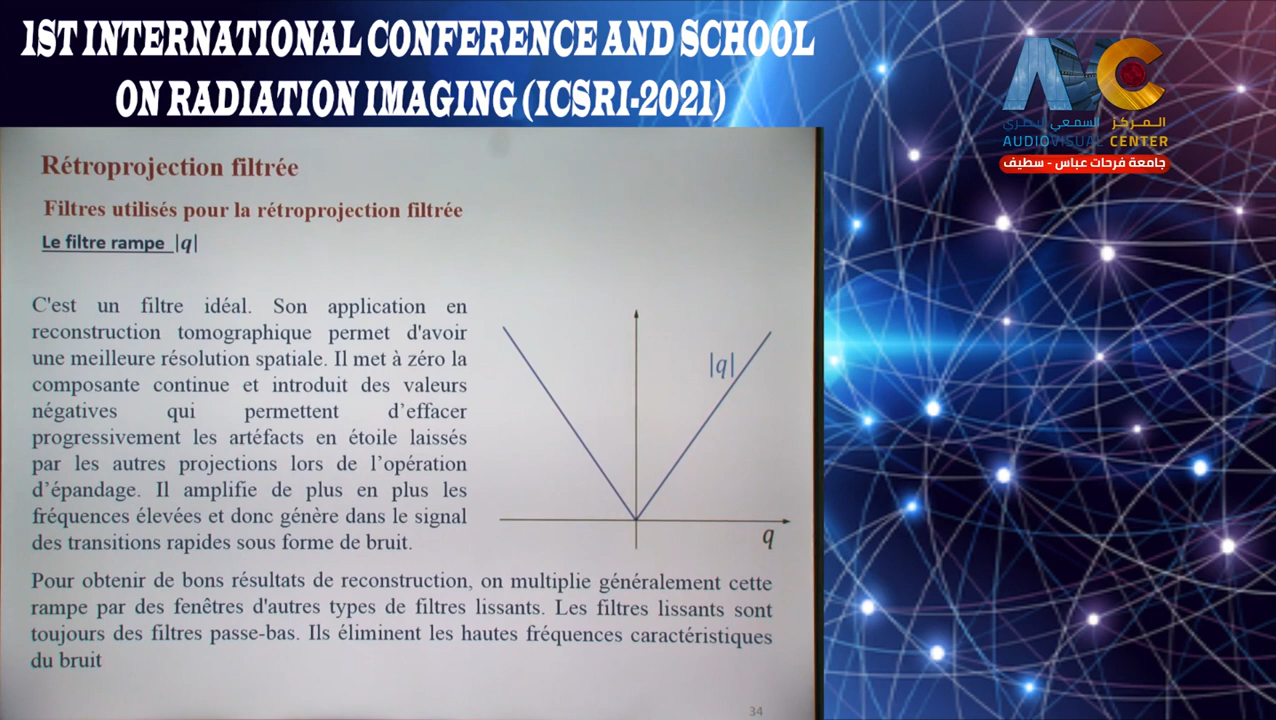 1ST INTERNATIONAL CONFERENCE AND SCHOOL
ON RADIATION IMAGING (ICSRI-2021)
المركز السمعي البصري
AUDIOVISUAL CENTER
جامعة فرحات عباس - سطيف
Rétroprojection filtrée
Filtres utilisés pour la rétroprojection filtrée
Le filtre rampe |q|
C'est un filtre idéal. Son application en
reconstruction tomographique permet d'avoir
une meilleure résolution spatiale. Il met à zéro la
composante continue et introduit des valeurs
négatives qui permettent d’effacer
progressivement les artéfacts en étoile laissés
par les autres projections lors de l’opération
d’épandage. Il amplifie de plus en plus les
fréquences élevées et donc génère dans le signal
des transitions rapides sous forme de bruit.
|q|
q
Pour obtenir de bons résultats de reconstruction, on multiplie généralement cette
rampe par des fenêtres d'autres types de filtres lissants. Les filtres lissants sont
toujours des filtres passe-bas. Ils éliminent les hautes fréquences caractéristiques
du bruit
34